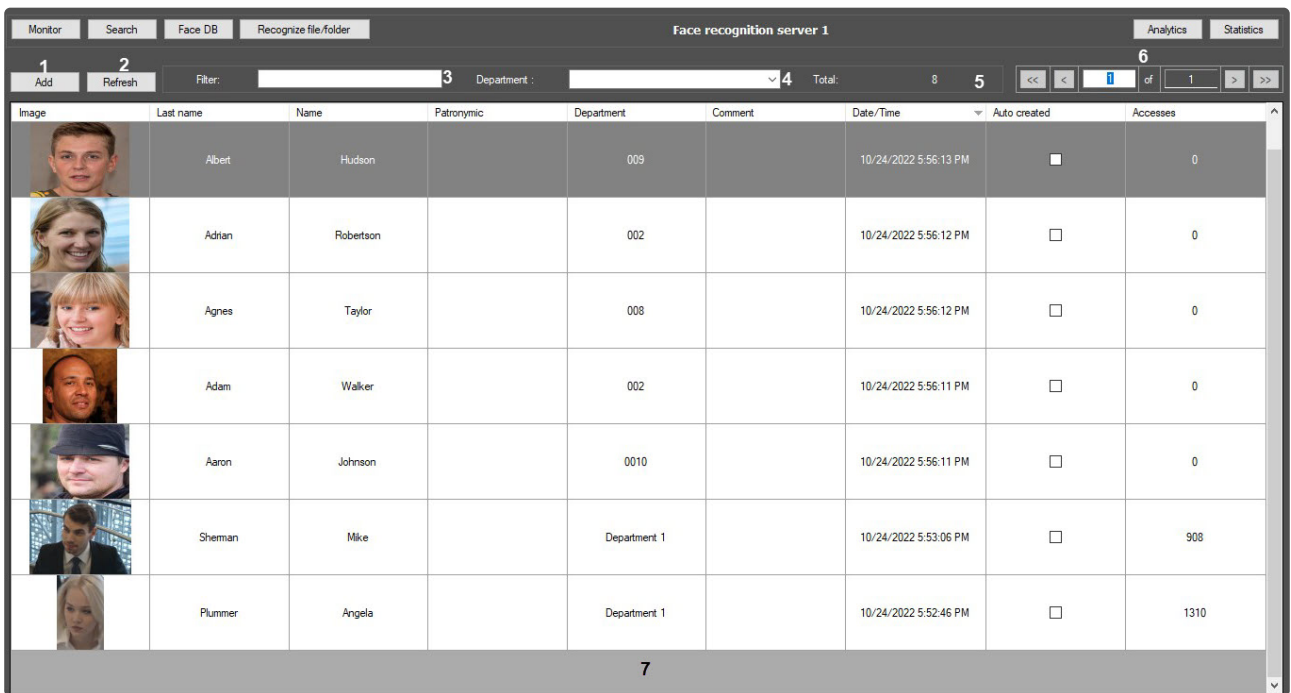 Monitor Search Face DB Recognize file/folder Face recognition server 1 Analytics Statistics
1 2 6
Add Refresh Filter: 3 Department : 4 Total: 8 5 << < 1 of 1 > >>
Image Last name Name Patronymic Department Comment Date/Time Auto created Accesses
Albert Hudson 009 10/24/2022 5:56:13 PM 0
Adrian Robertson 002 10/24/2022 5:56:12 PM 0
Agnes Taylor 008 10/24/2022 5:56:12 PM 0
Adam Walker 002 10/24/2022 5:56:11 PM 0
Aaron Johnson 0010 10/24/2022 5:56:11 PM 0
Sherman Mike Department 1 10/24/2022 5:53:06 PM 908
Plummer Angela Department 1 10/24/2022 5:52:46 PM 1310
7